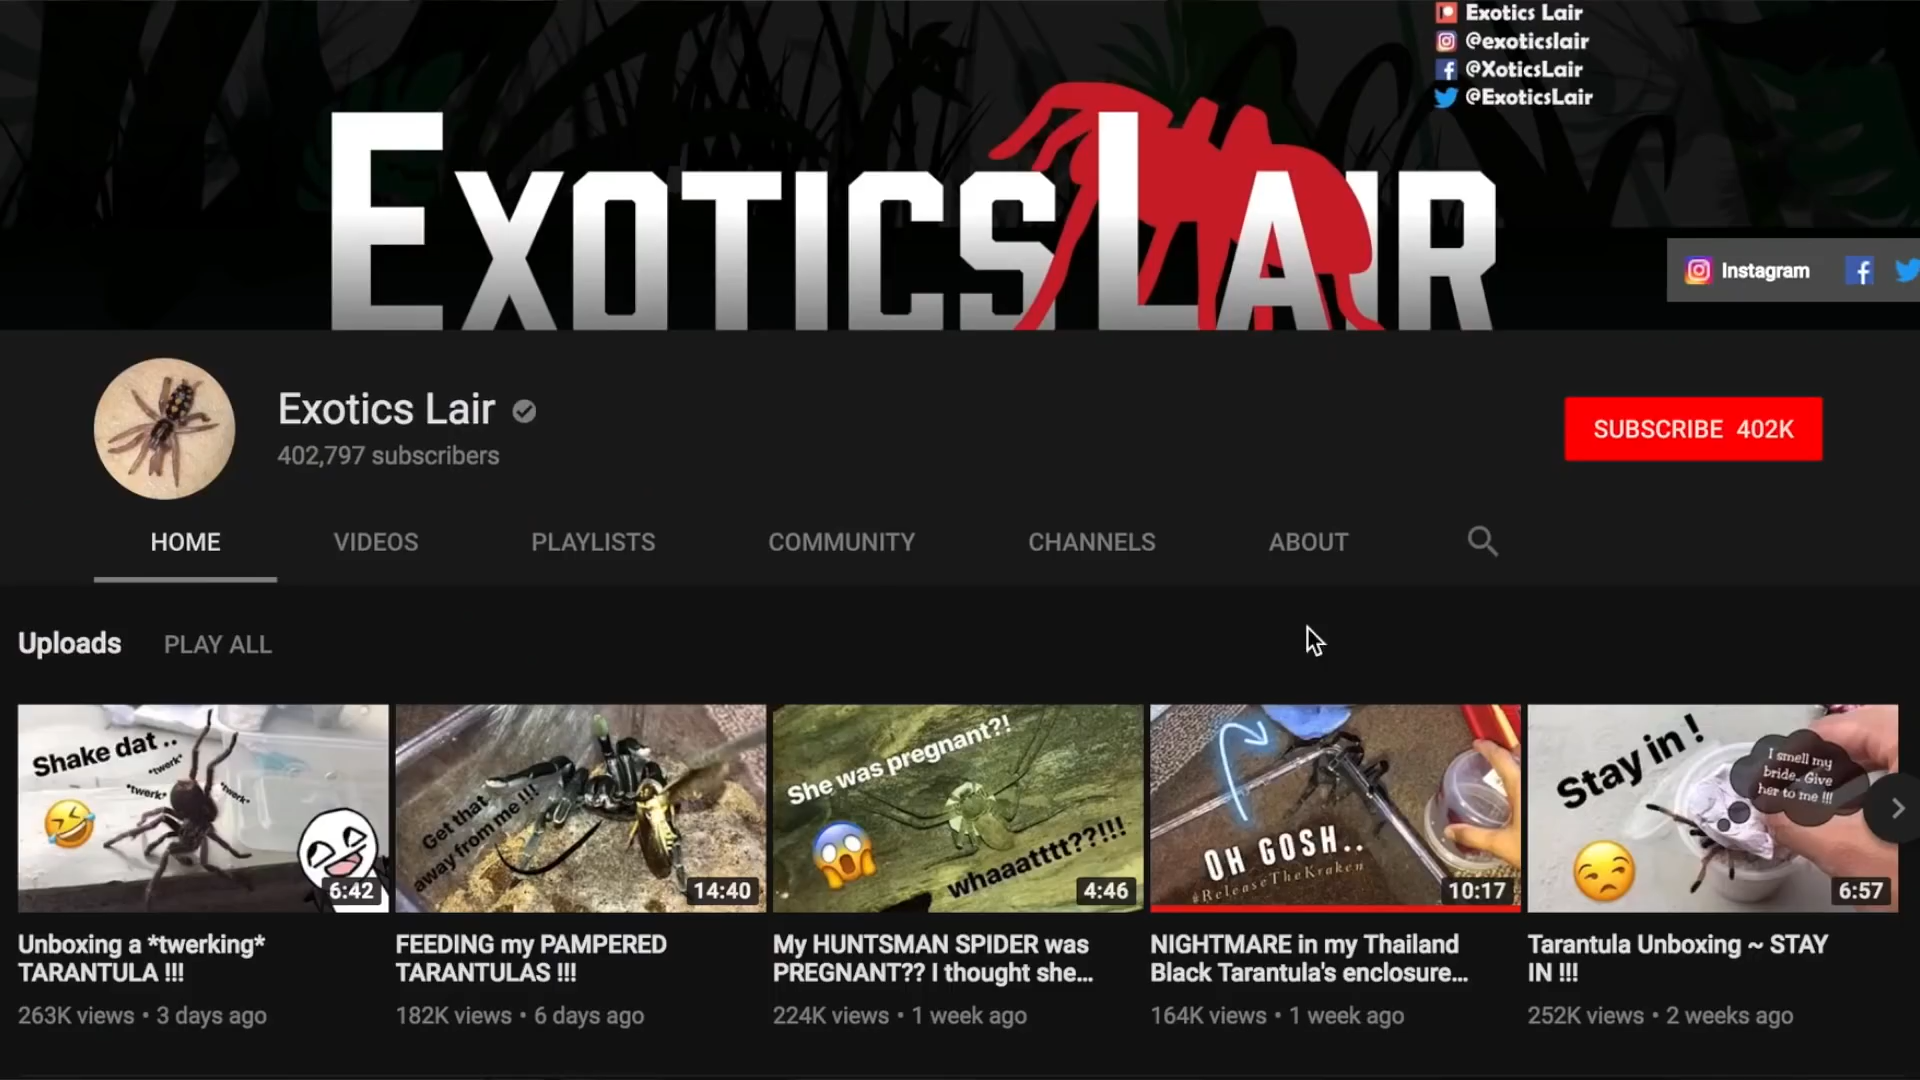 Exotics Lair
@exoticslair
@XoticsLair
@ExoticsLair
EXOTICSLAIR
Instagram
Exotics Lair
402,797 subscribers
SUBSCRIBE 402K
HOME VIDEOS PLAYLISTS COMMUNITY CHANNELS ABOUT
Uploads PLAY ALL
Shake dat ..
*twerk*
*twerk*
*twerk*
6:42
Get that
away from me !!!
14:40
She was pregnant?!
whaaatttt??!!!
4:46
OH GOSH..
#ReleaseTheKraken
10:17
Stay in !
I smell my
bride.. Give
her to me !!!
6:57
Unboxing a *twerking*
TARANTULA !!!
263K views • 3 days ago
FEEDING my PAMPERED
TARANTULAS !!!
182K views • 6 days ago
My HUNTSMAN SPIDER was
PREGNANT?? I thought she...
224K views • 1 week ago
NIGHTMARE in my Thailand
Black Tarantula's enclosure...
164K views • 1 week ago
Tarantula Unboxing ~ STAY
IN !!!
252K views • 2 weeks ago